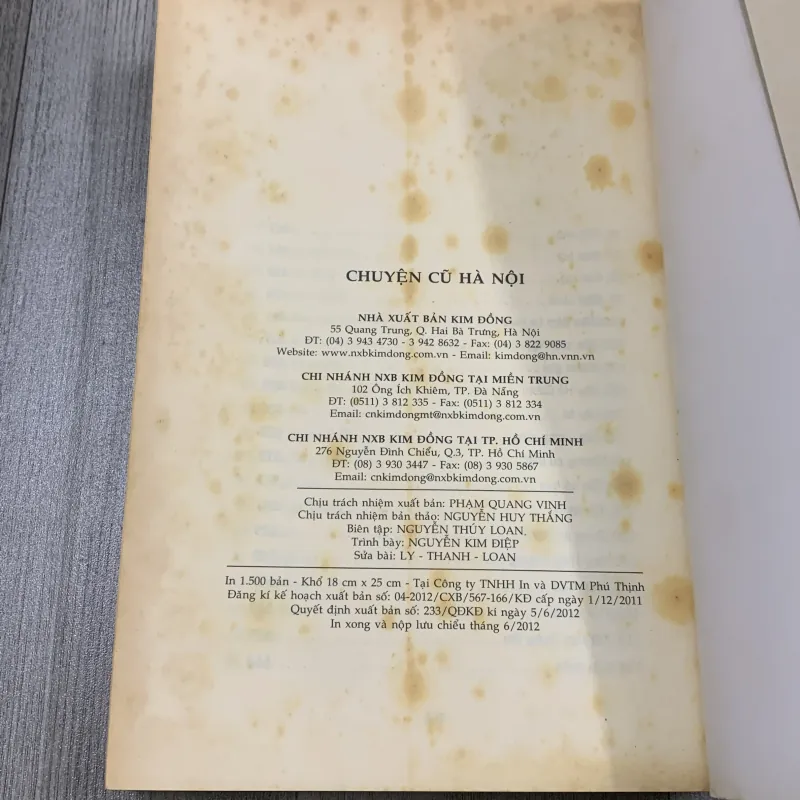 CHUYỆN CŨ HÀ NỘI
NHÀ XUẤT BẢN KIM ĐỒNG
55 Quang Trung, Q. Hai Bà Trưng, Hà Nội
ĐT: (04) 3 943 4730 - 3 942 8632 - Fax: (04) 3 822 9085
Website: www.nxbkimdong.com.vn - Email: kimdong@hn.vnn.vn
CHI NHÁNH NXB KIM ĐỒNG TẠI MIỀN TRUNG
102 Ông Ích Khiêm, TP. Đà Nẵng
ĐT: (0511) 3 812 335 - Fax: (0511) 3 812 334
Email: cnkimdongmt@nxbkimdong.com.vn
CHI NHÁNH NXB KIM ĐỒNG TẠI TP. HỒ CHÍ MINH
276 Nguyễn Đình Chiểu, Q.3, TP. Hồ Chí Minh
ĐT: (08) 3 930 3447 - Fax: (08) 3 930 5867
Email: cnkimdong@nxbkimdong.com.vn
Chịu trách nhiệm xuất bản: PHẠM QUANG VINH
Chịu trách nhiệm bản thảo: NGUYỄN HUY THẮNG
Biên tập: NGUYỄN THÚY LOAN.
Trình bày: NGUYỄN KIM ĐIỆP
Sửa bài: LY - THANH - LOAN
In 1.500 bản - Khổ 18 cm x 25 cm - Tại Công ty TNHH In và DVTM Phú Thịnh
Đăng kí kế hoạch xuất bản số: 04-2012/CXB/567-166/KĐ cấp ngày 1/12/2011
Quyết định xuất bản số: 233/QĐKĐ kí ngày 5/6/2012
In xong và nộp lưu chiểu tháng 6/2012